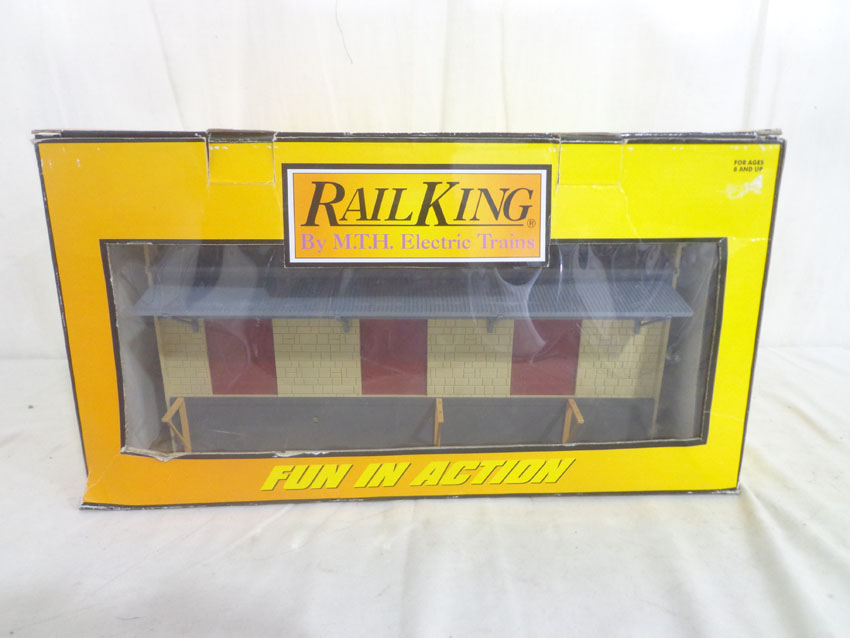 FOR AGES
8 AND UP
RAILKING®
By M.T.H. Electric Trains
FUN IN ACTION